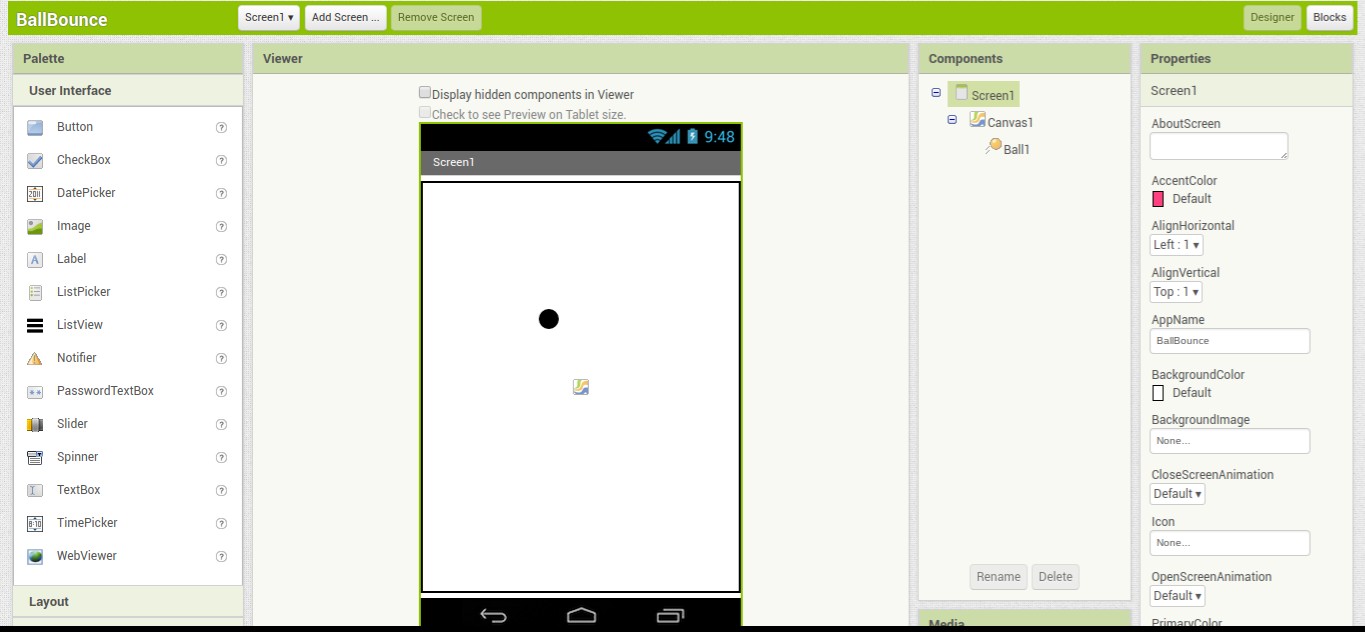 BallBounce
Screen1 ▾
Add Screen ...
Remove Screen
Designer
Blocks
Palette
User Interface
Button ?
CheckBox ?
DatePicker ?
Image ?
Label ?
ListPicker ?
ListView ?
Notifier ?
PasswordTextBox ?
Slider ?
Spinner ?
TextBox ?
TimePicker ?
WebViewer ?
Layout
Viewer
Display hidden components in Viewer
Check to see Preview on Tablet size.
9:48
Screen1
Components
Screen1
Canvas1
Ball1
Rename
Delete
Media
Properties
Screen1
AboutScreen
AccentColor
Default
AlignHorizontal
Left : 1 ▾
AlignVertical
Top : 1 ▾
AppName
BallBounce
BackgroundColor
Default
BackgroundImage
None...
CloseScreenAnimation
Default ▾
Icon
None...
OpenScreenAnimation
Default ▾
PrimaryColor